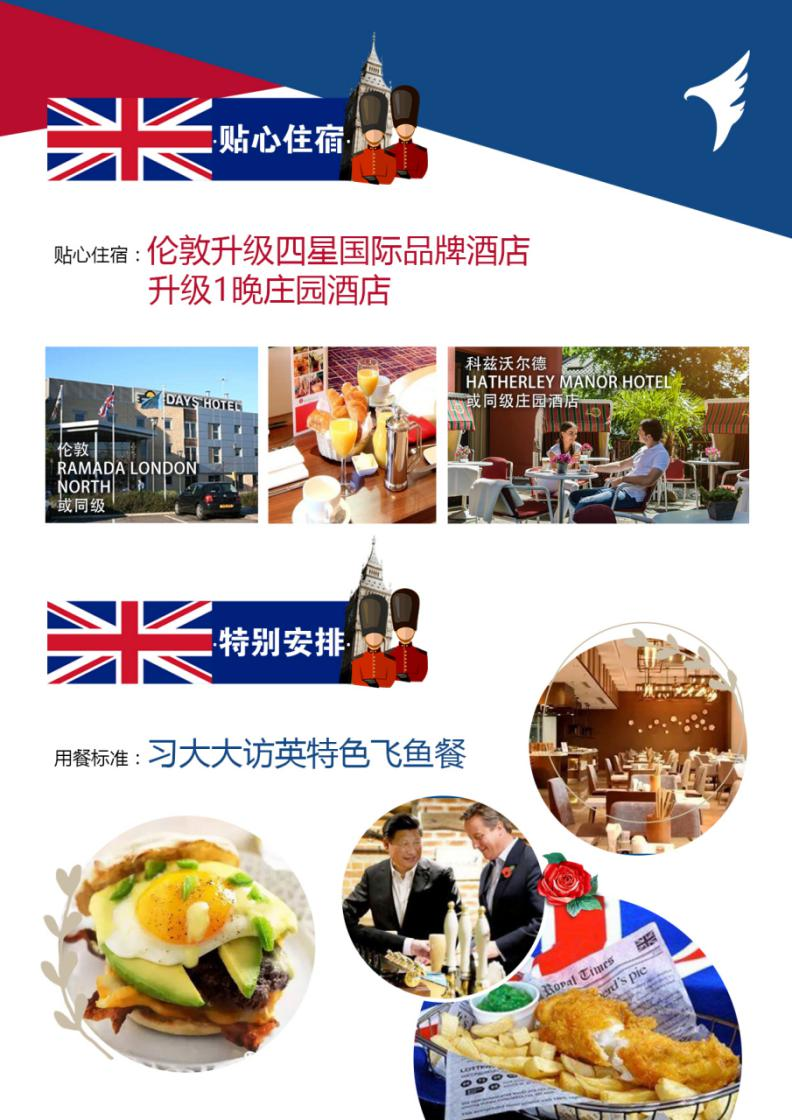 ·贴心住宿·
贴心住宿：伦敦升级四星国际品牌酒店
升级1晚庄园酒店
DAYS HOTEL
伦敦
RAMADA LONDON
NORTH
或同级
科兹沃尔德
HATHERLEY MANOR HOTEL
或同级庄园酒店
·特别安排·
用餐标准：习大大访英特色飞鱼餐
Royal Times
rd's pie